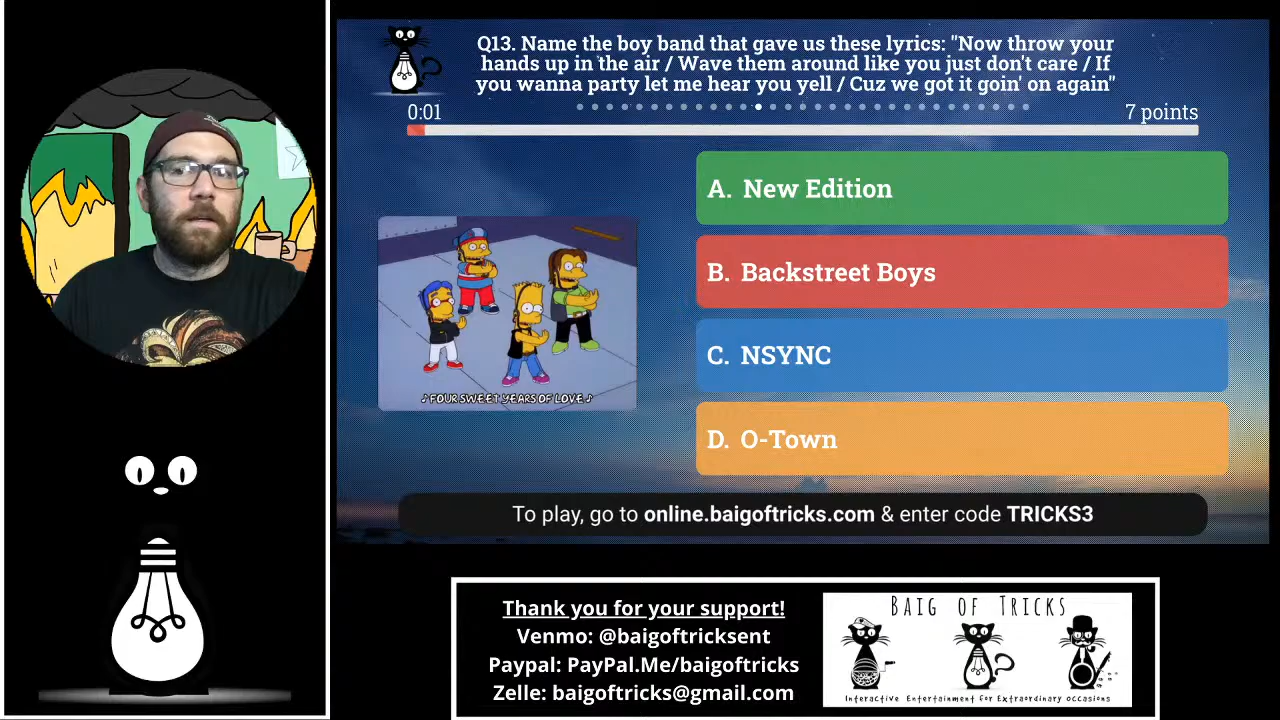 Q13. Name the boy band that gave us these lyrics: "Now throw your
hands up in the air / Wave them around like you just don't care / If
you wanna party let me hear you yell / Cuz we got it goin' on again"
0:01
7 points
A. New Edition
B. Backstreet Boys
C. NSYNC
D. O-Town
♪FOUR SWEET YEARS OF LOVE♪
To play, go to online.baigoftricks.com & enter code TRICKS3
Thank you for your support!
Venmo: @baigoftricksent
Paypal: PayPal.Me/baigoftricks
Zelle: baigoftricks@gmail.com
BAIG OF TRICKS
Interactive Entertainment for Extraordinary occasions